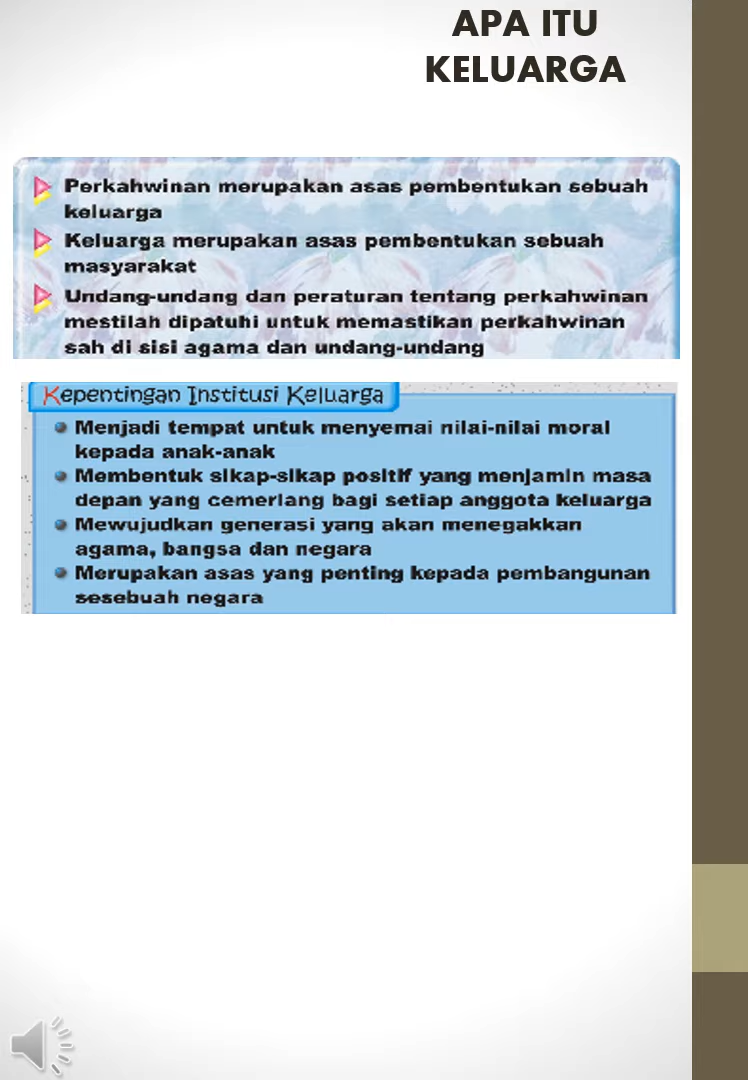 APA ITU
KELUARGA
Perkahwinan merupakan asas pembentukan sebuah
keluarga
Keluarga merupakan asas pembentukan sebuah
masyarakat
Undang-undang dan peraturan tentang perkahwinan
mestilah dipatuhi untuk memastikan perkahwinan
sah di sisi agama dan undang-undang
Kepentingan Institusi Keluarga
Menjadi tempat untuk menyemai nilai-nilai moral
kepada anak-anak
Membentuk sikap-sikap positif yang menjamin masa
depan yang cemerlang bagi setiap anggota keluarga
Mewujudkan generasi yang akan menegakkan
agama, bangsa dan negara
Merupakan asas yang penting kepada pembangunan
sesebuah negara